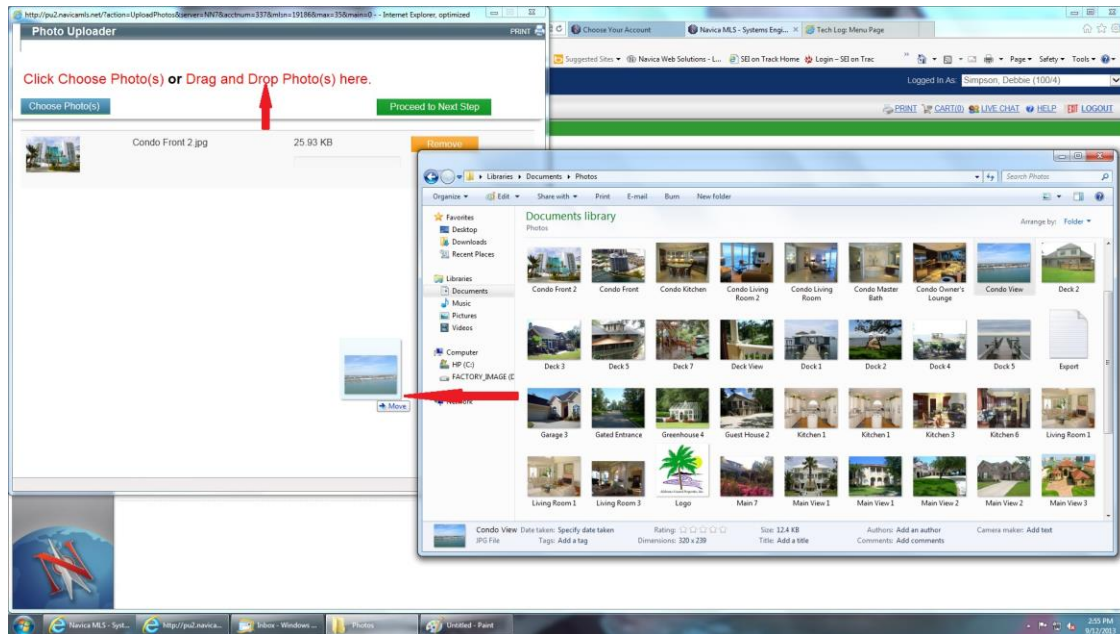 http://pu2.navicamls.net/?action=UploadPhotos&server=NN7&acctnum=337&mlsn=19186&max=35&main=0 - - Internet Explorer, optimized
Photo Uploader
PRINT
Click Choose Photo(s) or Drag and Drop Photo(s) here.
Choose Photo(s)
Proceed to Next Step
Condo Front 2.jpg
25.93 KB
Remove
Choose Your Account
Navica MLS - Systems Engi...
Tech Log: Menu Page
Suggested Sites
Navica Web Solutions - L...
SEI on Track Home
Login – SEI on Trac
Page
Safety
Tools
Logged In As:
Simpson, Debbie (100/4)
PRINT
CART(0)
LIVE CHAT
HELP
LOGOUT
Libraries
Documents
Photos
Search Photos
Organize
Edit
Share with
Print
E-mail
Burn
New folder
Favorites
Desktop
Downloads
Recent Places
Libraries
Documents
Music
Pictures
Videos
Computer
HP (C:)
FACTORY_IMAGE (D
Network
Move
Documents library
Photos
Arrange by: Folder
Condo Front 2
Condo Front
Condo Kitchen
Condo Living Room 2
Condo Living Room
Condo Master Bath
Condo Owner's Lounge
Condo View
Deck 2
Deck 3
Deck 5
Deck 7
Deck View
Dock 1
Dock 2
Dock 4
Dock 5
Export
Garage 3
Gated Entrance
Greenhouse 4
Guest House 2
Kitchen 1
Kitchen 1
Kitchen 3
Kitchen 6
Living Room 1
Living Room 1
Living Room 3
Logo
Main 7
Main View 1
Main View 1
Main View 2
Main View 2
Main View 3
Condo View
Date taken: Specify date taken
Rating:
Size: 12.4 KB
Authors: Add an author
Camera maker: Add text
JPG File
Tags: Add a tag
Dimensions: 320 x 239
Title: Add a title
Comments: Add comments
Navica MLS - Syst...
http://pu2.navica...
Inbox - Windows ...
Photos
Untitled - Paint
2:55 PM